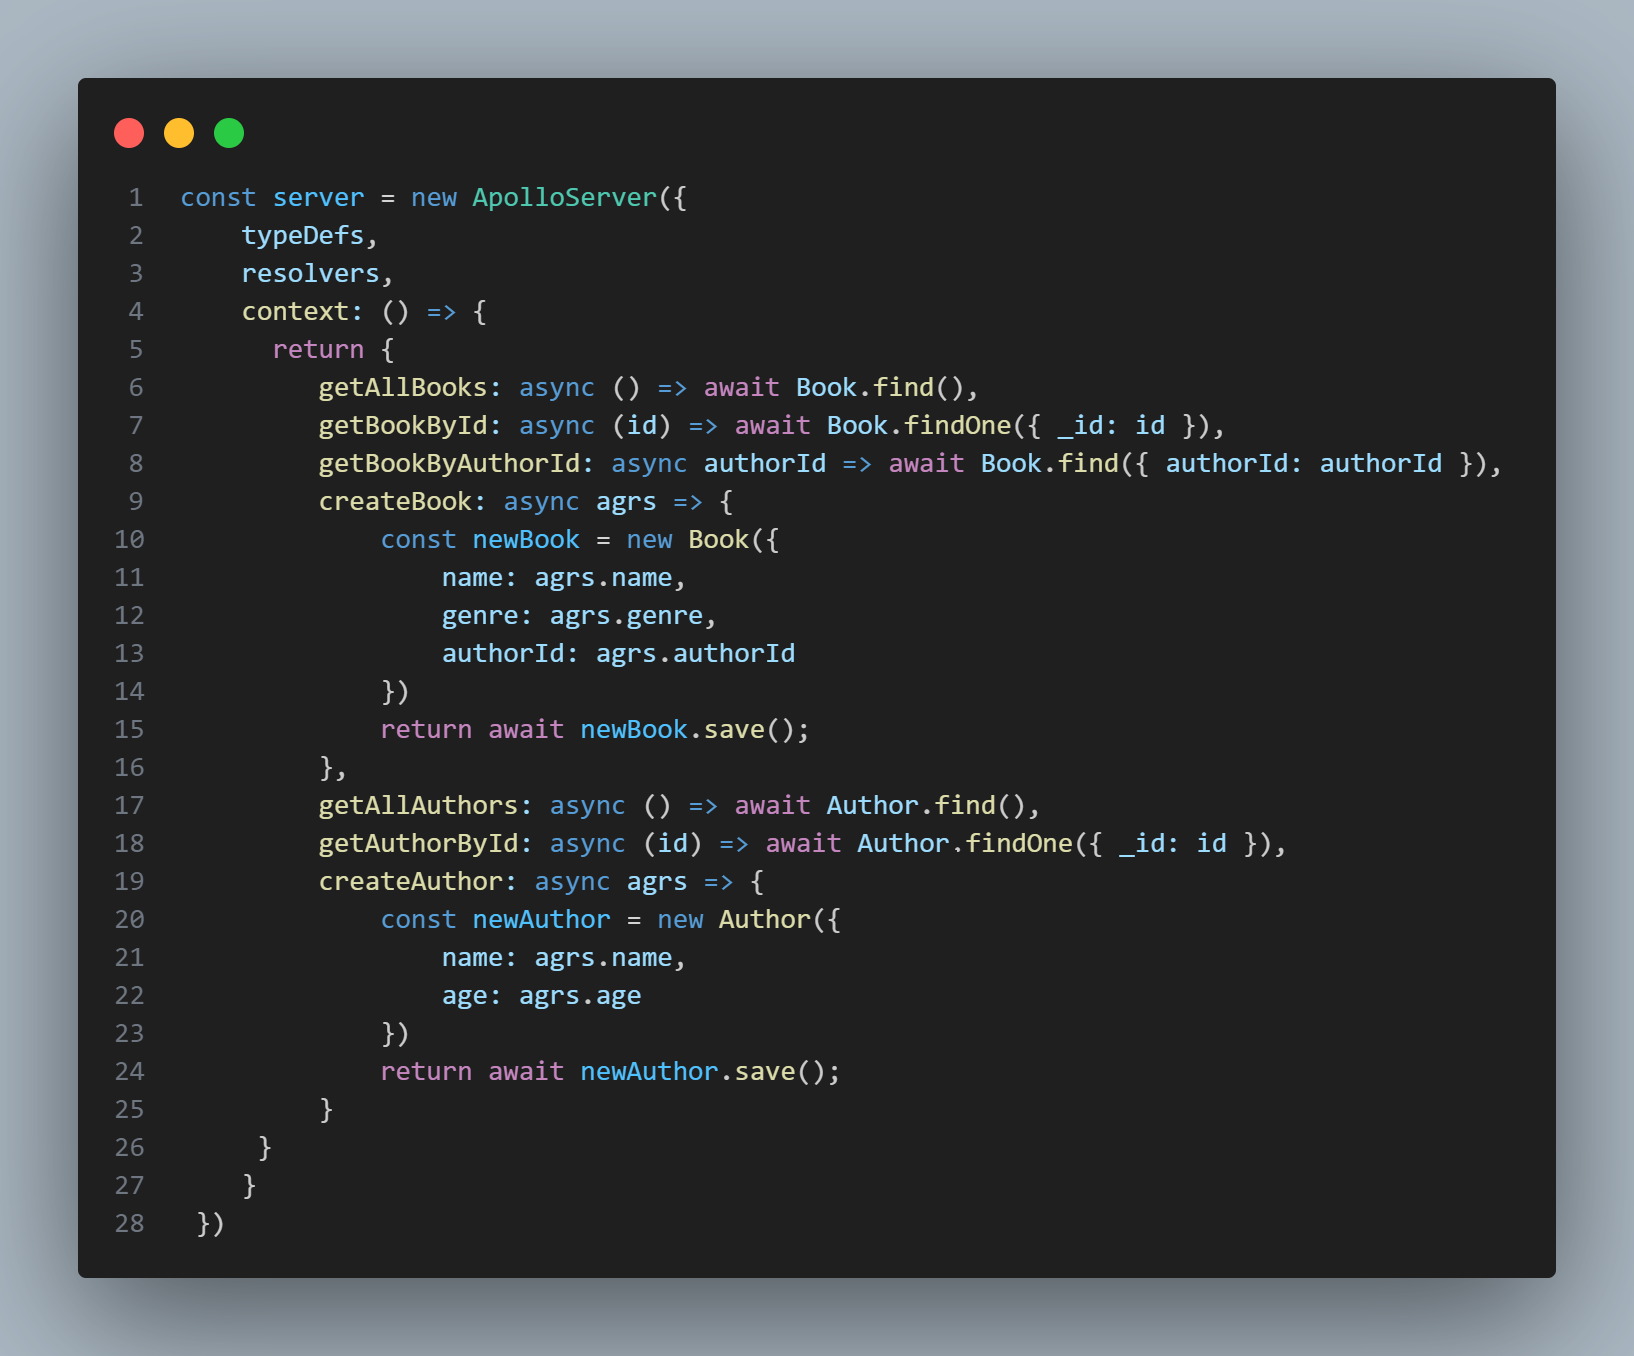 1 const server = new ApolloServer({
2     typeDefs,
3     resolvers,
4     context: () => {
5       return {
6          getAllBooks: async () => await Book.find(),
7          getBookById: async (id) => await Book.findOne({ _id: id }),
8          getBookByAuthorId: async authorId => await Book.find({ authorId: authorId }),
9          createBook: async agrs => {
10              const newBook = new Book({
11                  name: agrs.name,
12                  genre: agrs.genre,
13                  authorId: agrs.authorId
14              })
15              return await newBook.save();
16          },
17          getAllAuthors: async () => await Author.find(),
18          getAuthorById: async (id) => await Author.findOne({ _id: id }),
19          createAuthor: async agrs => {
20              const newAuthor = new Author({
21                  name: agrs.name,
22                  age: agrs.age
23              })
24              return await newAuthor.save();
25          }
26      }
27     }
28  })